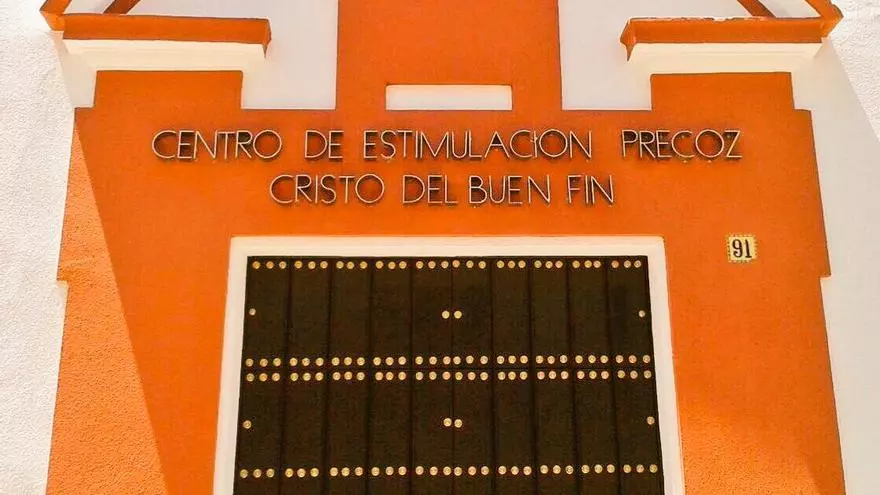 CENTRO DE ESTIMULACION PRECOZ
CRISTO DEL BUEN FIN
91